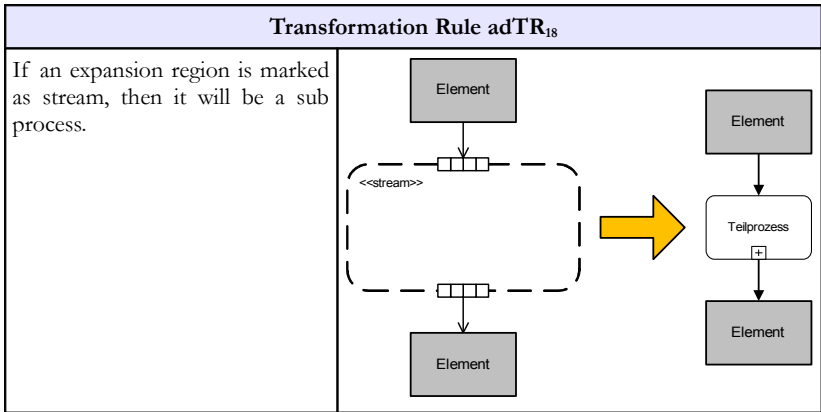 Transformation Rule adTR₁₈
If an expansion region is marked
as stream, then it will be a sub
process.
Element
<<stream>>
Element
Element
Teilprozess
+
Element